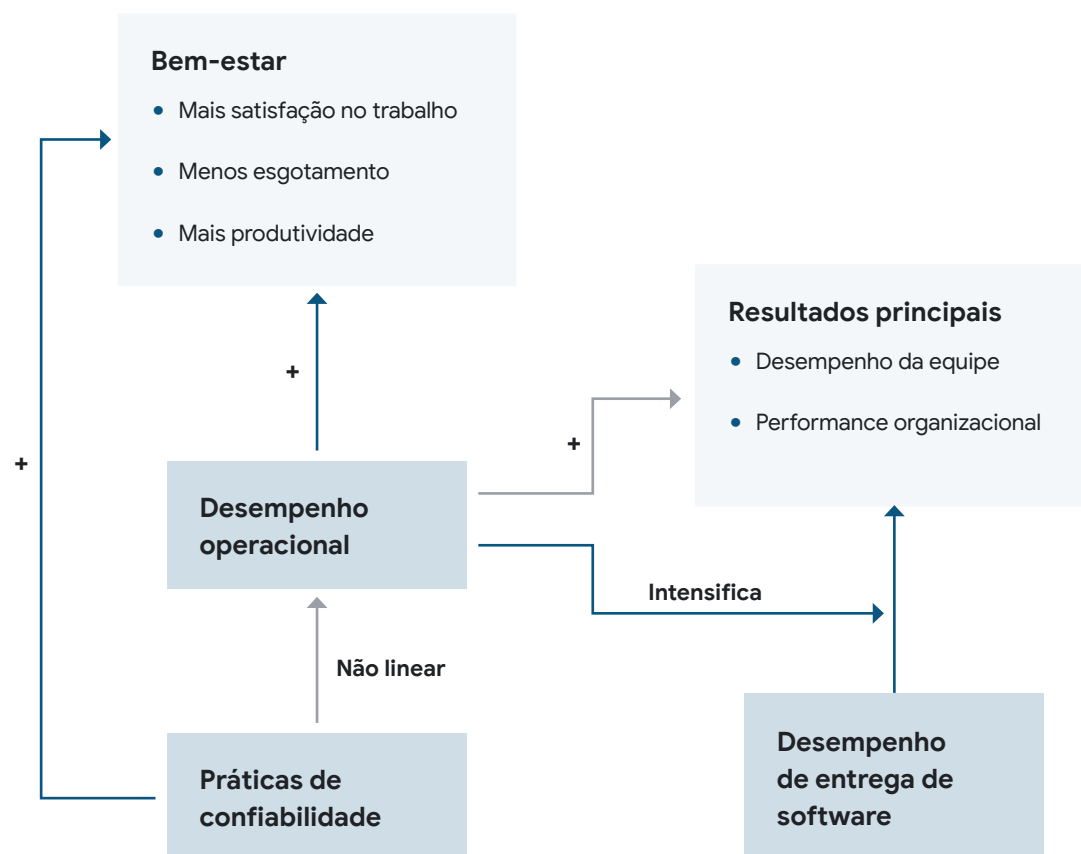 Bem-estar
• Mais satisfação no trabalho
• Menos esgotamento
• Mais produtividade
Resultados principais
• Desempenho da equipe
• Performance organizacional
+
+
+
Desempenho
operacional
Intensifica
Não linear
Práticas de
confiabilidade
Desempenho
de entrega de
software